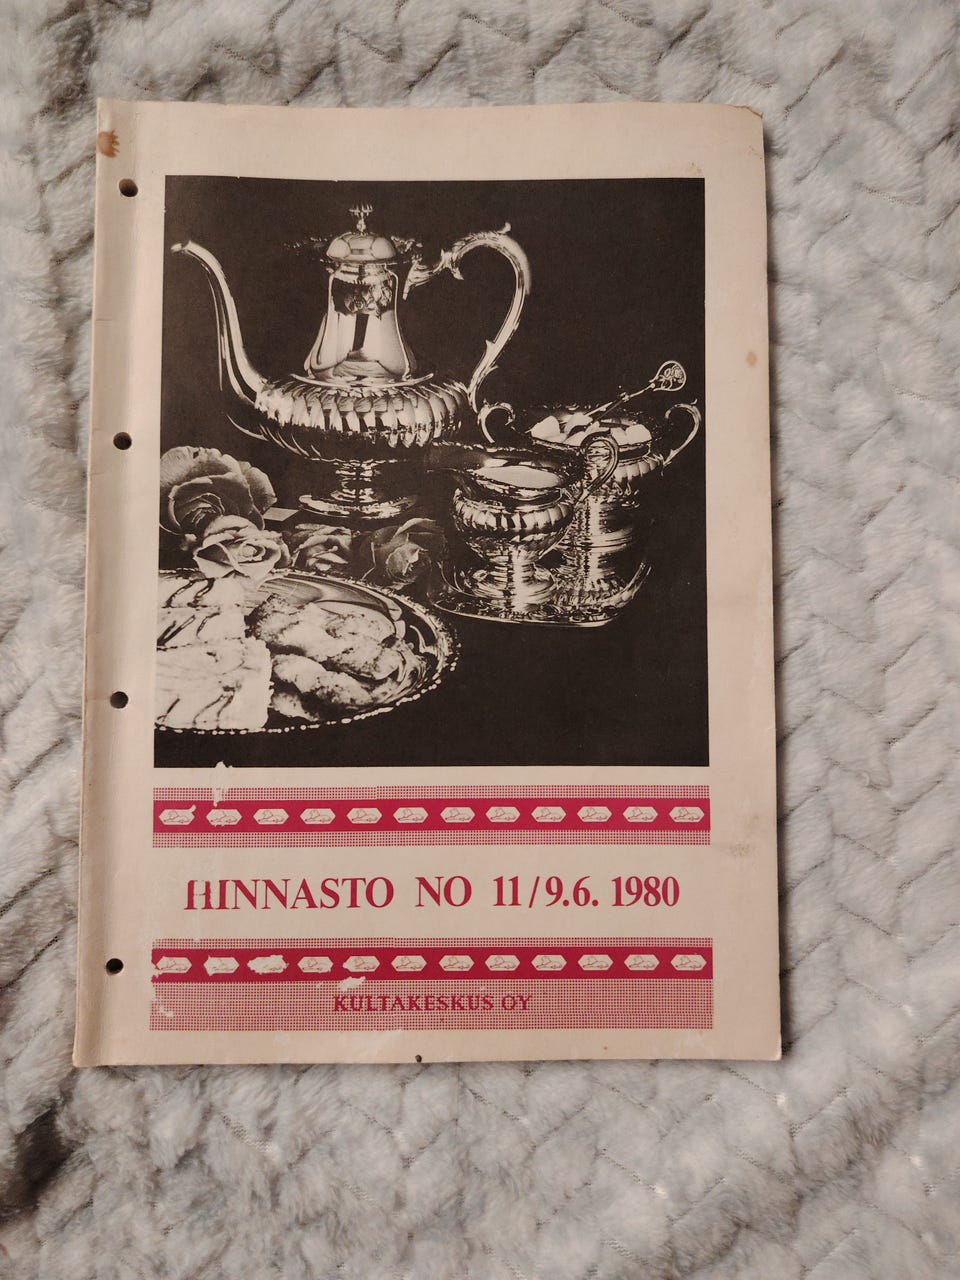 HINNASTO NO 11/9.6. 1980
KULTAKESKUS OY